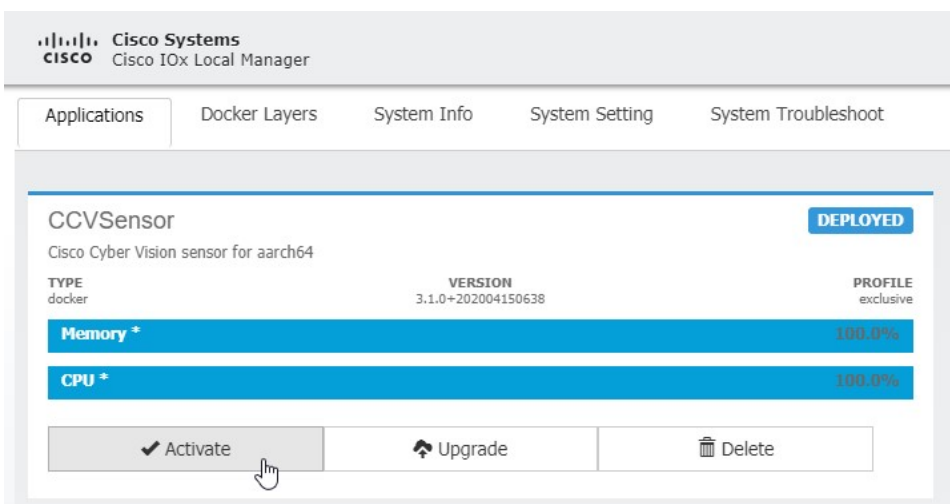 Cisco Systems
CISCO Cisco IOx Local Manager
Applications Docker Layers System Info System Setting System Troubleshoot
CCVSensor DEPLOYED
Cisco Cyber Vision sensor for aarch64
TYPE VERSION PROFILE
docker 3.1.0+202004150638 exclusive
Memory * 100.0%
CPU * 100.0%
Activate Upgrade Delete